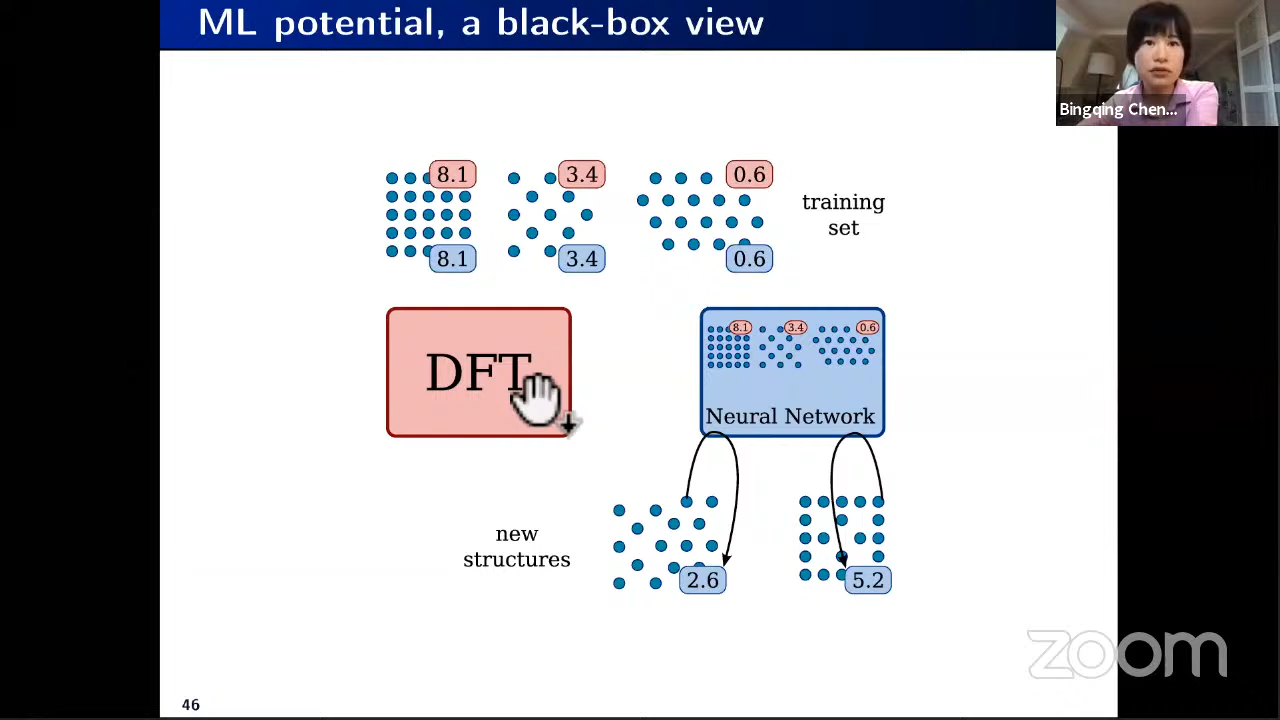 ML potential, a black-box view
Bingqing Chen...
8.1 3.4 0.6
training
set
8.1 3.4 0.6
DFT
8.1 3.4 0.6
Neural Network
new
structures
2.6 5.2
zoom
46